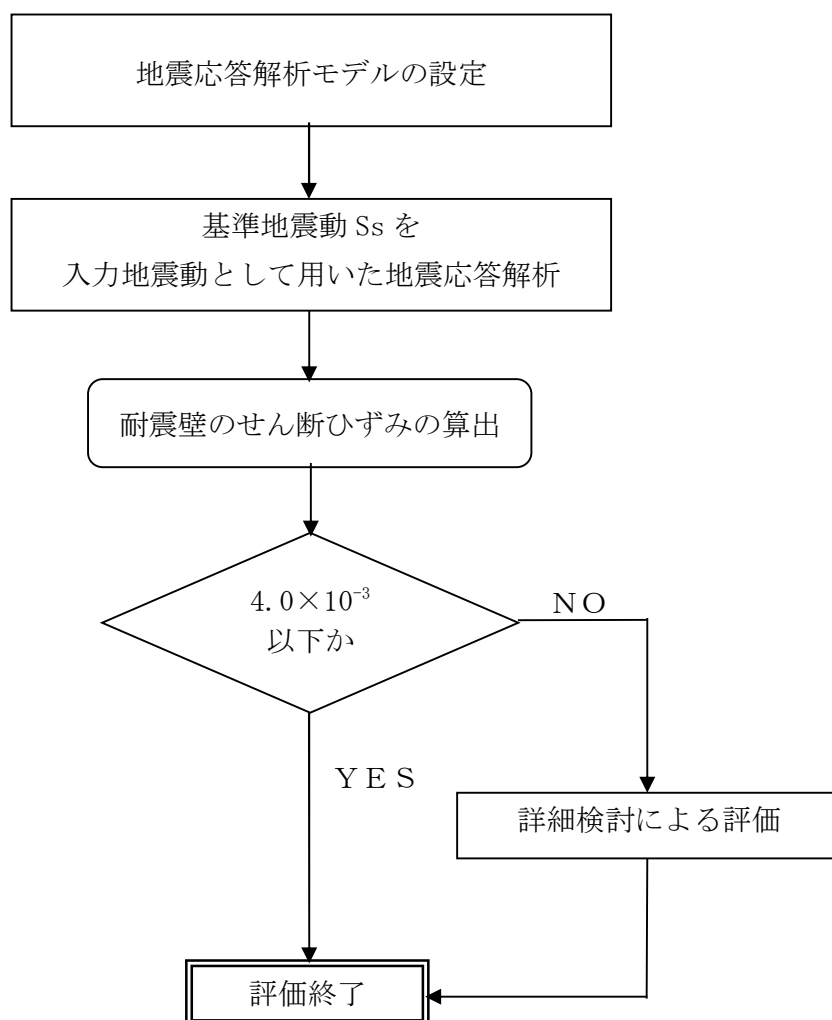 地震応答解析モデルの設定
基準地震動 Ss を
入力地震動として用いた地震応答解析
耐震壁のせん断ひずみの算出
4.0×10⁻³
以下か
ＮＯ
ＹＥＳ
詳細検討による評価
評価終了